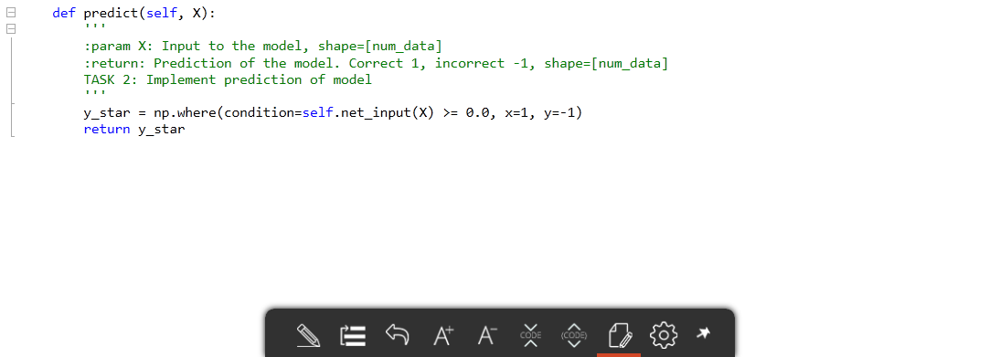 def predict(self, X):
'''
:param X: Input to the model, shape=[num_data]
:return: Prediction of the model. Correct 1, incorrect -1, shape=[num_data]
TASK 2: Implement prediction of model
'''
y_star = np.where(condition=self.net_input(X) >= 0.0, x=1, y=-1)
return y_star
A+ A- CODE (CODE)